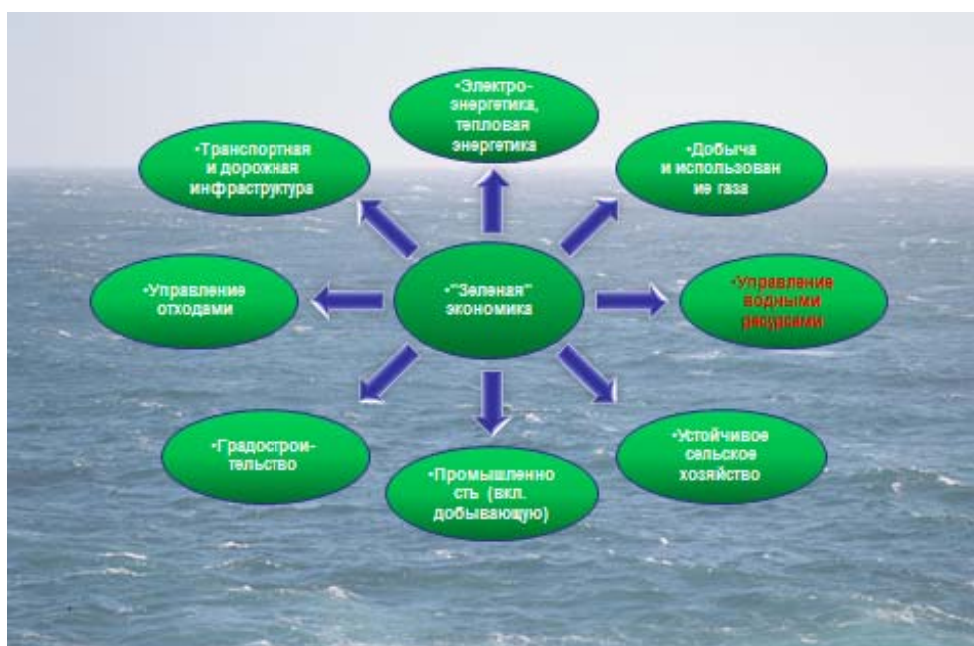 •Электро-
энергетика,
тепловая
энергетика
•Транспортная
и дорожная
инфраструктура
•Добыча
и использован
ие газа
•Управление
отходами
•"Зеленая"
экономика
•Управление
водными
ресурсами
•Градострои-
тельство
•Промышленно
сть (вкл.
добывающую)
•Устойчивое
сельское
хозяйство